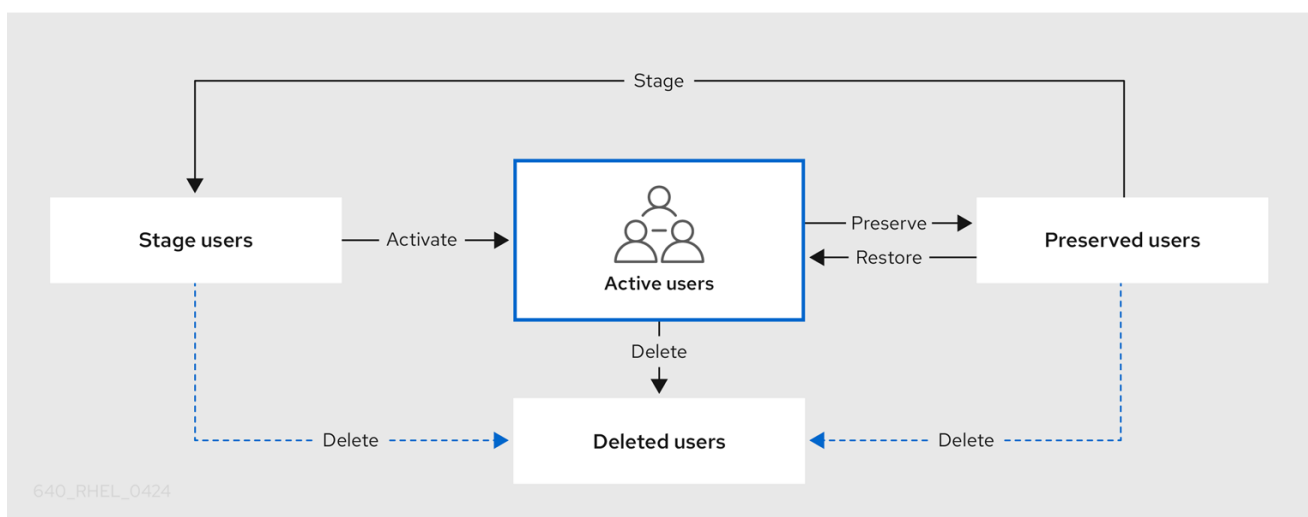 Stage
Stage users
Activate
Active users
Preserve
Restore
Preserved users
Delete
Delete
Deleted users
Delete
640_RHEL_0424